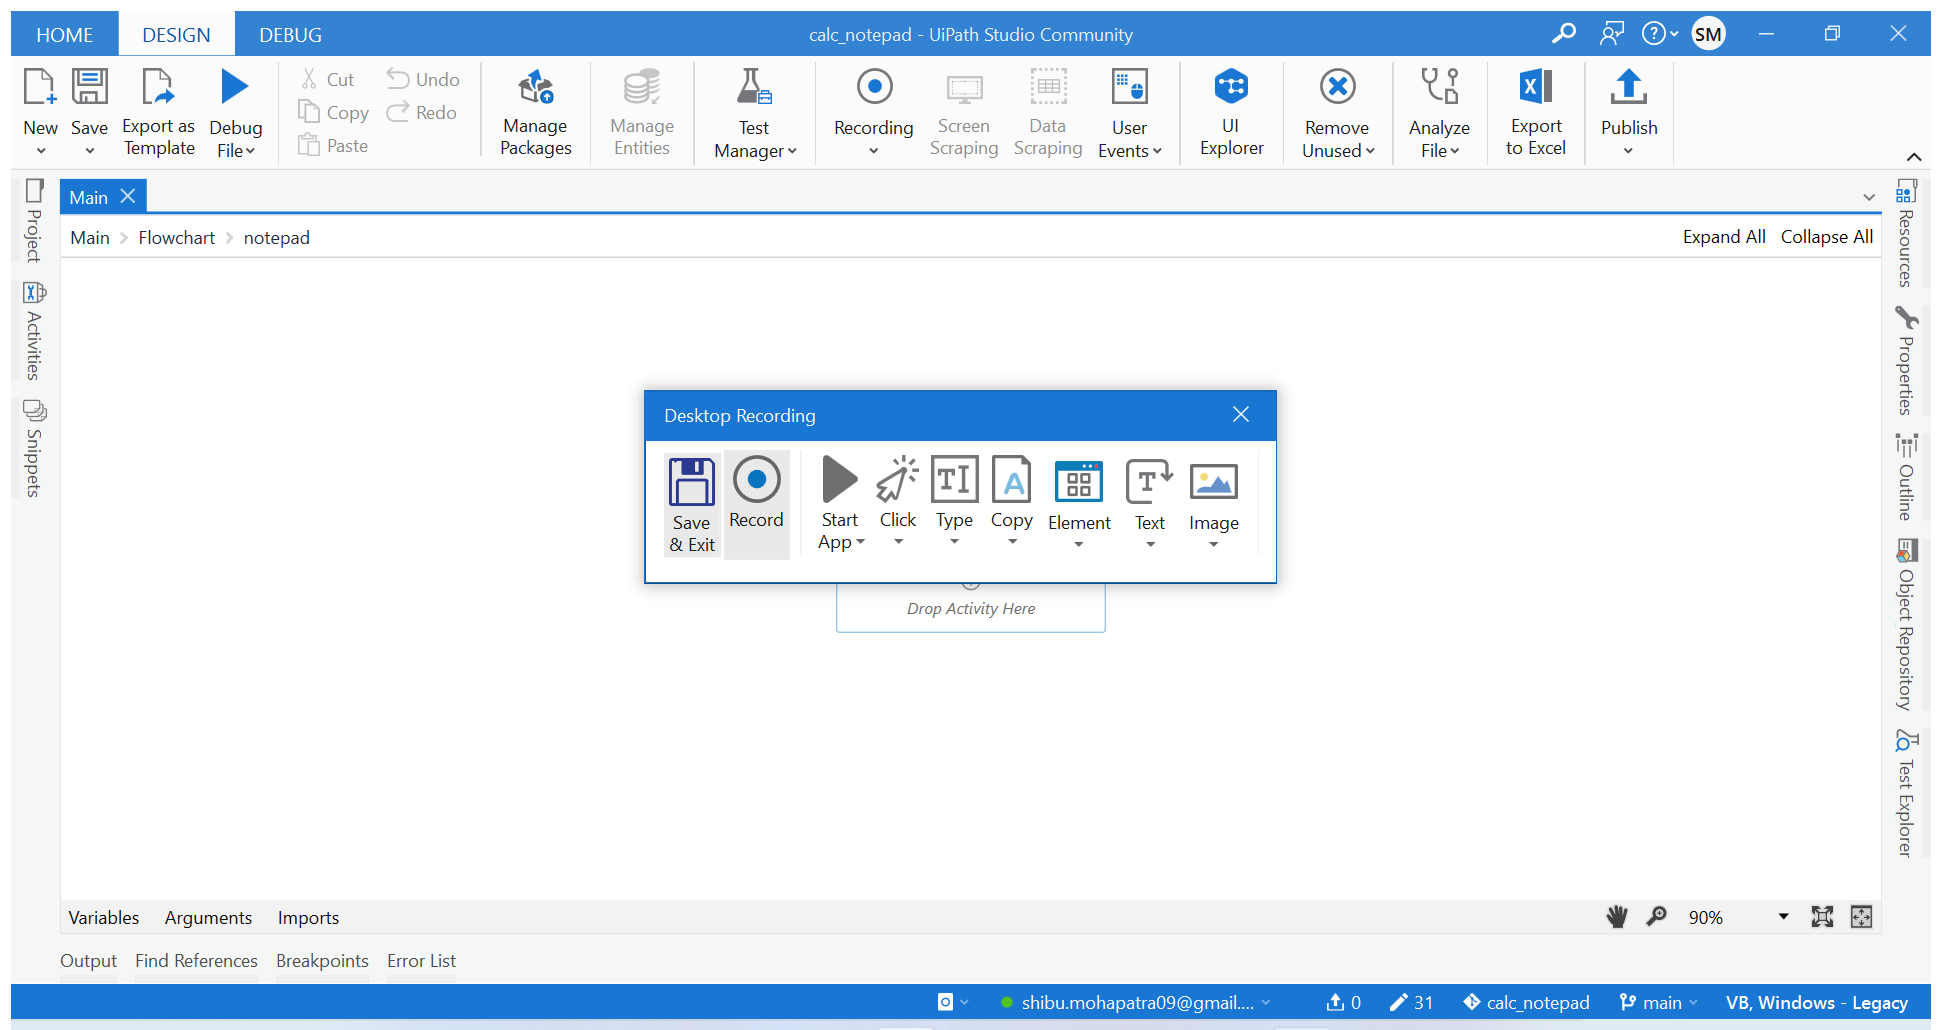 HOME DESIGN DEBUG calc_notepad - UiPath Studio Community SM
New Save Export as Template Debug File
Cut Undo
Copy Redo
Paste
Manage Packages
Manage Entities
Test Manager
Recording
Screen Scraping
Data Scraping
User Events
UI Explorer
Remove Unused
Analyze File
Export to Excel
Publish
Main
Main Flowchart notepad Expand All Collapse All
Project
Activities
Snippets
Resources
Properties
Outline
Object Repository
Test Explorer
Desktop Recording
Save & Exit
Record
Start App
Click
Type
Copy
Element
Text
Image
Drop Activity Here
Variables Arguments Imports 90%
Output Find References Breakpoints Error List
shibu.mohapatra09@gmail.... 0 31 calc_notepad main VB, Windows - Legacy